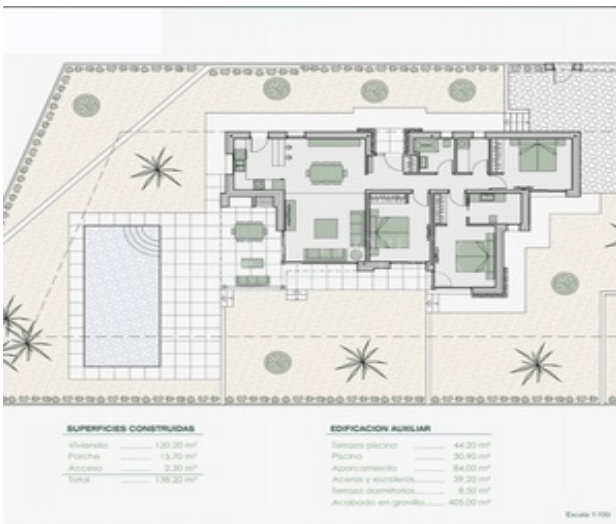 SUPERFICIES CONSTRUIDAS
Vivienda 120.20 m²
Porche 15.70 m²
Acceso 2.30 m²
Total 138.20 m²
EDIFICACION AUXILIAR
Terraza piscina 44.20 m²
Piscina 30.90 m²
Aparcamiento 84.00 m²
Aceras y escaleras 39.20 m²
Terraza dormitorios 8.50 m²
Acabado en gravilla 405.00 m²
Escala 1:100